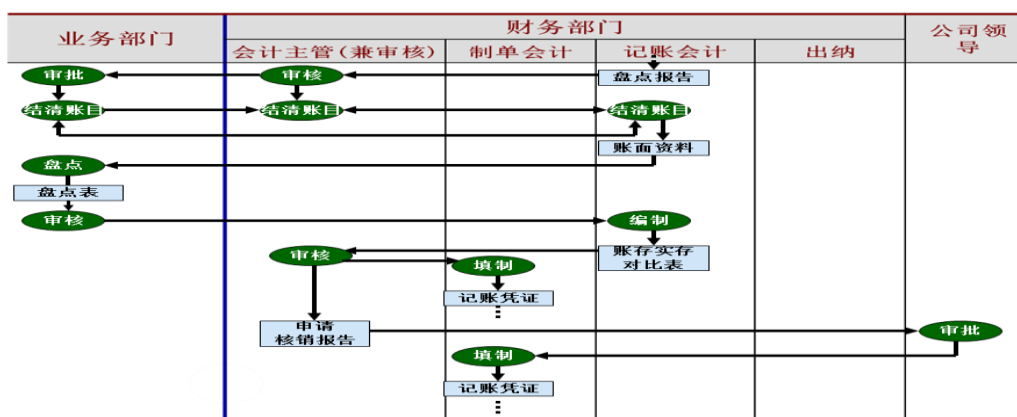 业务部门
财务部门
公司领
导
会计主管(兼审核)
制单会计
记账会计
出纳
审批
审核
盘点报告
结清账目
结清账目
结清账目
账面资料
盘点
盘点表
审核
编制
审核
账存实存
对比表
填制
记账凭证
⋮
申请
核销报告
审批
填制
记账凭证
⋮